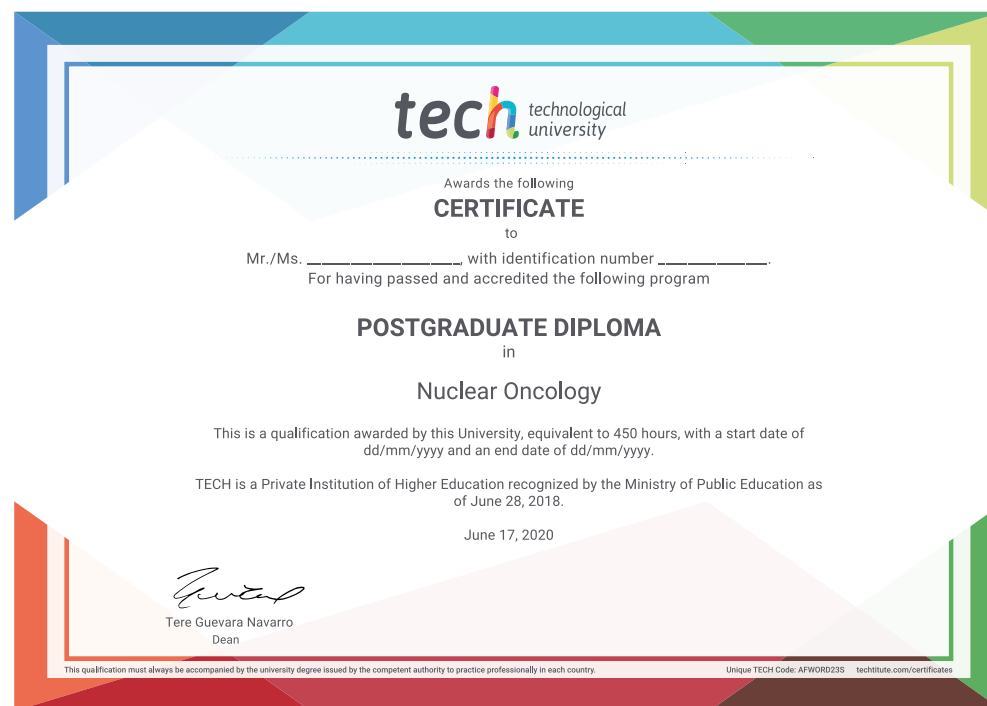 tech technological
university
Awards the following
CERTIFICATE
to
Mr./Ms. ____________________, with identification number ______________.
For having passed and accredited the following program
POSTGRADUATE DIPLOMA
in
Nuclear Oncology
This is a qualification awarded by this University, equivalent to 450 hours, with a start date of
dd/mm/yyyy and an end date of dd/mm/yyyy.
TECH is a Private Institution of Higher Education recognized by the Ministry of Public Education as
of June 28, 2018.
June 17, 2020
Tere Guevara Navarro
Dean
This qualification must always be accompanied by the university degree issued by the competent authority to practice professionally in each country. Unique TECH Code: AFWORD23S techtitute.com/certificates